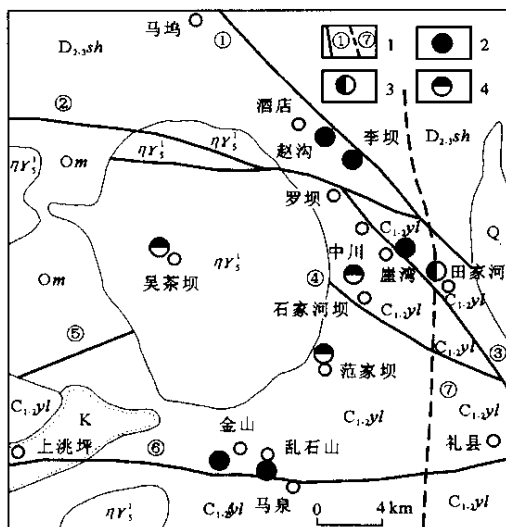 马坞
D₂₋₃sh
①
① ⑦ 1
2
3
4
酒店
赵沟
李坝
D₂₋₃sh
②
ηγ₅¹
ηγ₅¹
ηγ₅¹
Om
罗坝
C₁₋₂yl
Q
中川
ηγ₅¹
吴茶坝
Om
④
崖湾
田家河
C₁₋₂yl
石家河坝
C₁₋₂yl
⑤
C₁₋₂yl
③
范家坝
⑦
C₁₋₂yl
K
C₁₋₂yl
C₁₋₂yl
金山
乱石山
礼县
上洮坪
⑥
马泉
ηγ₅¹
C₁₋₂yl
0 4 km
C₁₋₂yl